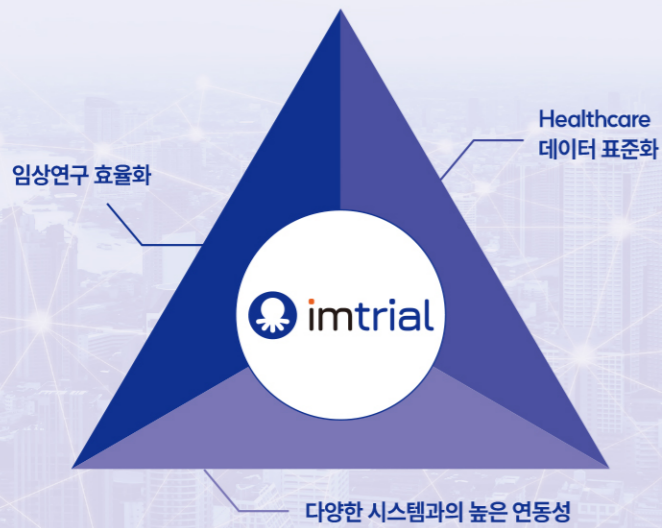 Healthcare
데이터 표준화
임상연구 효율화
imtrial
다양한 시스템과의 높은 연동성